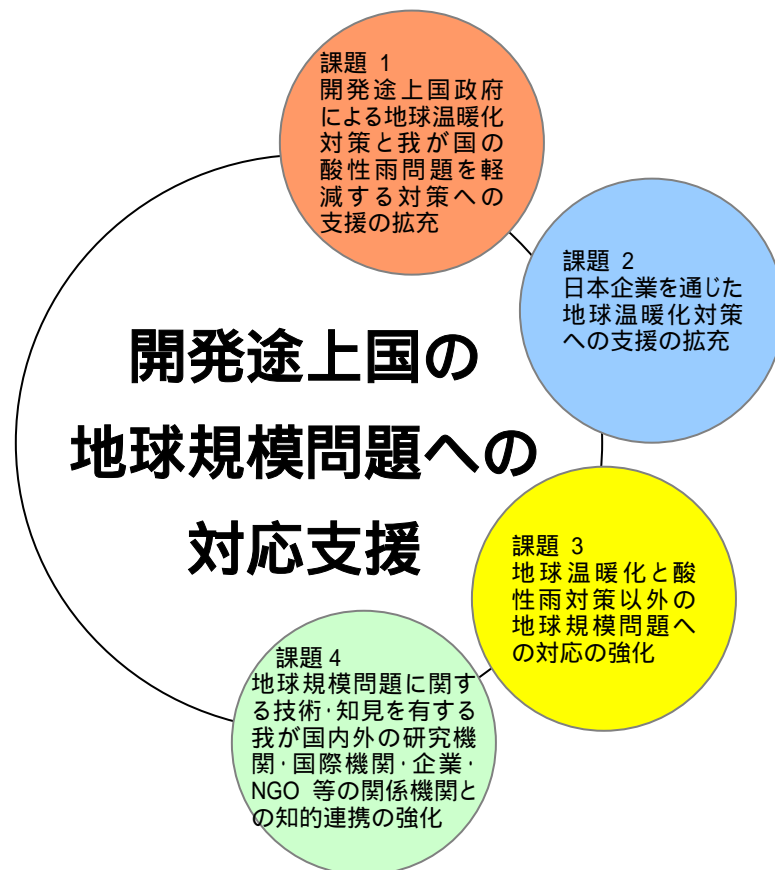 課題 1
開発途上国政府
による地球温暖化
対策と我が国の
酸性雨問題を軽
減する対策への
支援の拡充
課題 2
日本企業を通じた
地球温暖化対策
への支援の拡充
開発途上国の
地球規模問題への
対応支援
課題 3
地球温暖化と酸
性雨対策以外の
地球規模問題へ
の対応の強化
課題 4
地球規模問題に関す
る技術・知見を有する
我が国内外の研究機
関・国際機関・企業・
NGO 等の関係機関と
の知的連携の強化